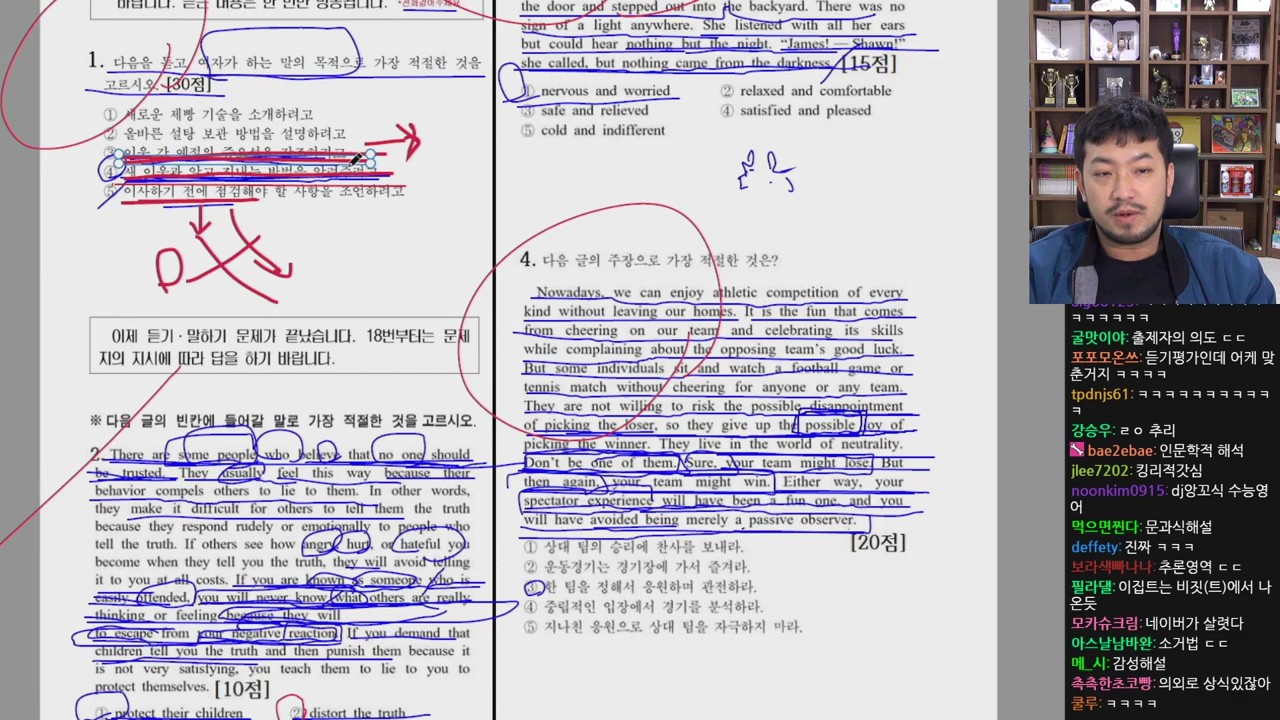 바랍니다. 듣는 내용은 한 번만 방송됩니다.
1. 다음을 듣고, 여자가 하는 말의 목적으로 가장 적절한 것을
고르시오. [30점]
① 새로운 제빵 기술을 소개하려고
② 올바른 설탕 보관 방법을 설명하려고
③ 이웃 간 예절의 중요성을 강조하려고
④ 새 이웃과 알고 지내는 방법을 알려주려고
⑤ 이사하기 전에 점검해야 할 사항을 조언하려고
이제 듣기·말하기 문제가 끝났습니다. 18번부터는 문제
지의 지시에 따라 답을 하기 바랍니다.
※ 다음 글의 빈칸에 들어갈 말로 가장 적절한 것을 고르시오.
2. There are some people who believe that no one should
be trusted. They usually feel this way because their
behavior compels others to lie to them. In other words,
they make it difficult for others to tell them the truth
because they respond rudely or emotionally to people who
tell the truth. If others see how angry, hurt, or hateful you
become when they tell you the truth, they will avoid telling
it to you at all costs. If you are known as someone who is
easily offended, you will never know what others are really
thinking or feeling because they will
to escape from your negative reaction. If you demand that
children tell you the truth and then punish them because it
is not very satisfying, you teach them to lie to you to
protect themselves. [10점]
① protect their children ② distort the truth
the door and stepped out into the backyard. There was no
sign of a light anywhere. She listened with all her ears
but could hear nothing but the night. “James! — Shawn!”
she called, but nothing came from the darkness. [15점]
① nervous and worried ② relaxed and comfortable
③ safe and relieved ④ satisfied and pleased
⑤ cold and indifferent
4. 다음 글의 주장으로 가장 적절한 것은?
Nowadays, we can enjoy athletic competition of every
kind without leaving our homes. It is the fun that comes
from cheering on our team and celebrating its skills
while complaining about the opposing team’s good luck.
But some individuals sit and watch a football game or
tennis match without cheering for anyone or any team.
They are not willing to risk the possible disappointment
of picking the loser, so they give up the possible joy of
picking the winner. They live in the world of neutrality.
Don’t be one of them. Sure, your team might lose. But
then again, your team might win. Either way, your
spectator experience will have been a fun one, and you
will have avoided being merely a passive observer.
[20점]
① 상대 팀의 승리에 찬사를 보내라.
② 운동경기는 경기장에 가서 즐겨라.
③ 한 팀을 정해서 응원하며 관전하라.
④ 중립적인 입장에서 경기를 분석하라.
⑤ 지나친 응원으로 상대 팀을 자극하지 마라.
ㅋㅋㅋㅋㅋㅋ
굴맛이야: 출제자의 의도 ㄷㄷ
포포모온쓰: 듣기평가인데 어케 맞
춘거지 ㅋㅋㅋㅋ
tpdnjs61: ㅋㅋㅋㅋㅋㅋㅋㅋㅋㅋ
ㅋ
강승우: ㄹㅇ 추리
bae2ebae: 인문학적 해석
jlee7202: 킹리적갓심
noonkim0915: dj앙꼬식 수능영
어
먹으면찐다: 문과식해설
deffety: 진짜 ㅋㅋㅋ
보라색빠나나: 추론영역 ㄷㄷ
필라델: 이집트는 비짓(트)에서 나
온듯
모카슈크림: 네이버가 살렷다
아스날남바완: 소거법 ㄷㄷ
메_시: 감성해설
촉촉한초코빵: 의외로 상식있잖아
쿨루: ㅋㅋㅋㅋ